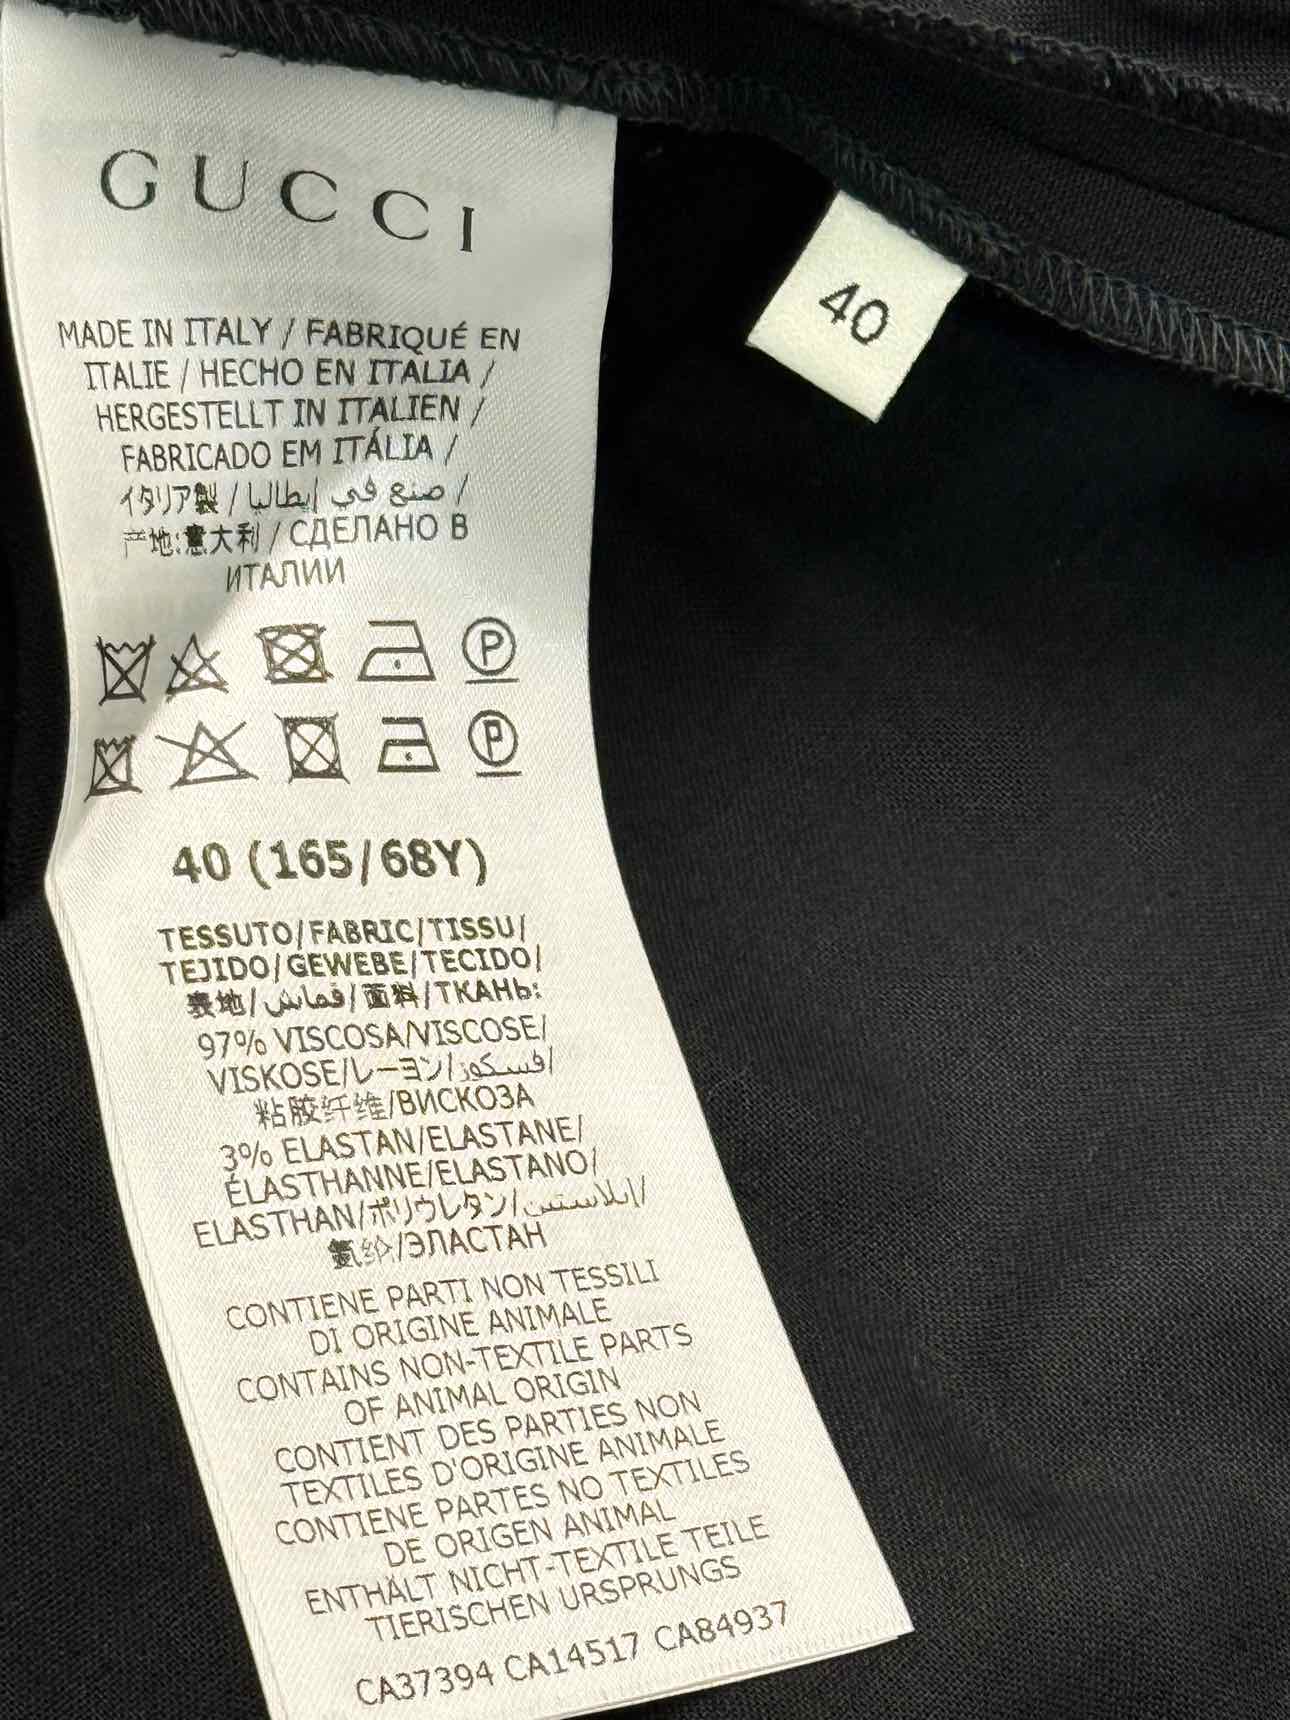 GUCCI
MADE IN ITALY / FABRIQUÉ EN
ITALIE / HECHO EN ITALIA /
HERGESTELLT IN ITALIEN /
FABRICADO EM ITÁLIA /
イタリア製 / صنع في إيطاليا /
产地:意大利 / СДЕЛАНО В
ИТАЛИИ
P
P
40 (165/68Y)
TESSUTO/FABRIC/TISSU/
TEJIDO/GEWEBE/TECIDO/
表地/قماش/面料/ТКАНЬ:
97% VISCOSA/VISCOSE/
VISKOSE/レーヨン/فسكوز/
粘胶纤维/ВИСКОЗА
3% ELASTAN/ELASTANE/
ÉLASTHANNE/ELASTANO/
ELASTHAN/ポリウレタン/إيلاستين/
氨纶/ЭЛАСТАН
CONTIENE PARTI NON TESSILI
DI ORIGINE ANIMALE
CONTAINS NON-TEXTILE PARTS
OF ANIMAL ORIGIN
CONTIENT DES PARTIES NON
TEXTILES D'ORIGINE ANIMALE
CONTIENE PARTES NO TEXTILES
DE ORIGEN ANIMAL
ENTHÄLT NICHT-TEXTILE TEILE
TIERISCHEN URSPRUNGS
CA37394 CA14517 CA84937
40